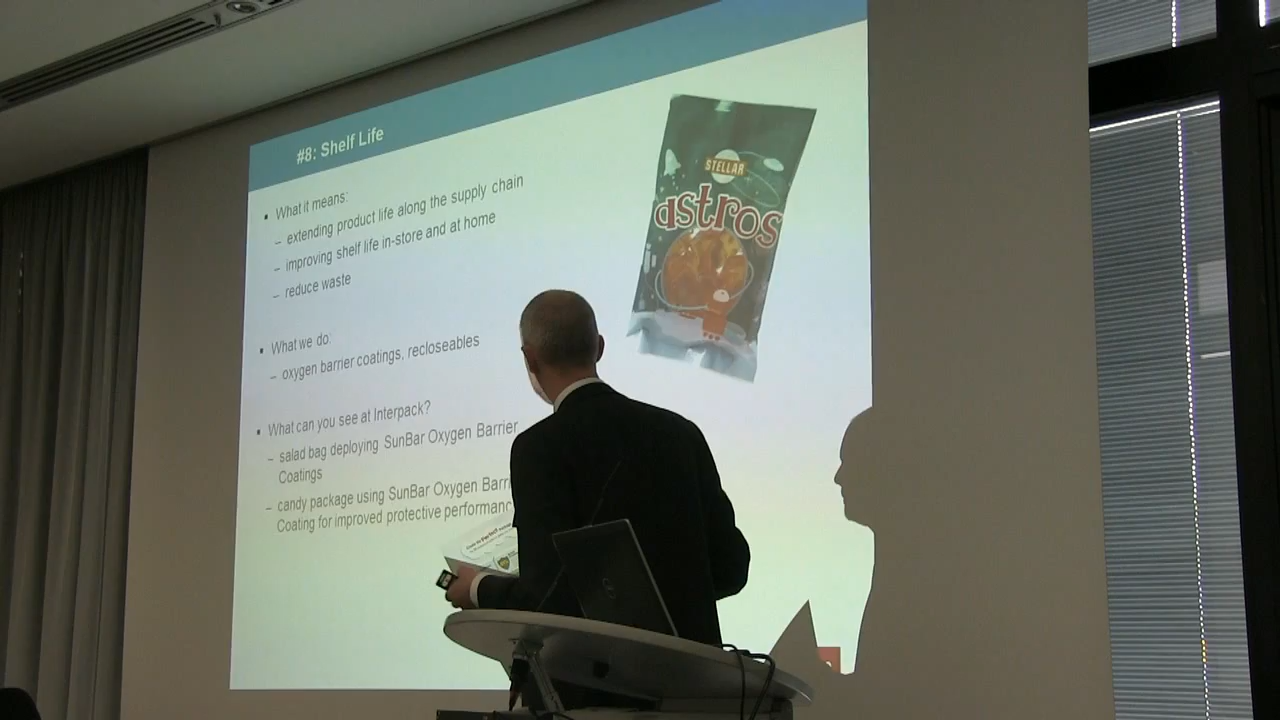 #8: Shelf Life
• What it means:
– extending product life along the supply chain
– improving shelf life in-store and at home
– reduce waste
• What we do:
– oxygen barrier coatings, recloseables
• What can you see at Interpack?
– salad bag deploying SunBar Oxygen Barrier
Coatings
– candy package using SunBar Oxygen
Coating for improved protective
STELLAR
astros
DELL